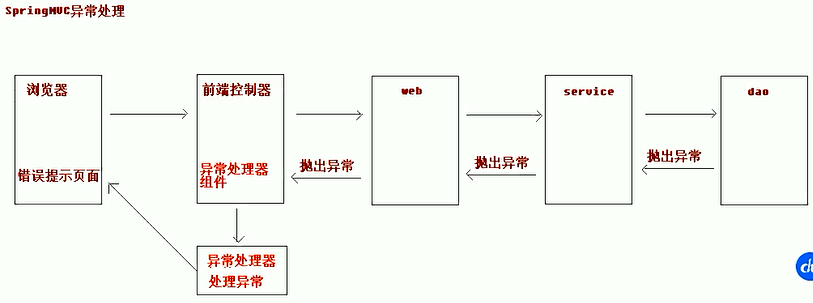 SpringMVC异常处理
浏览器
前端控制器
web
service
dao
错误提示页面
异常处理器
组件
抛出异常
抛出异常
抛出异常
异常处理器
处理异常